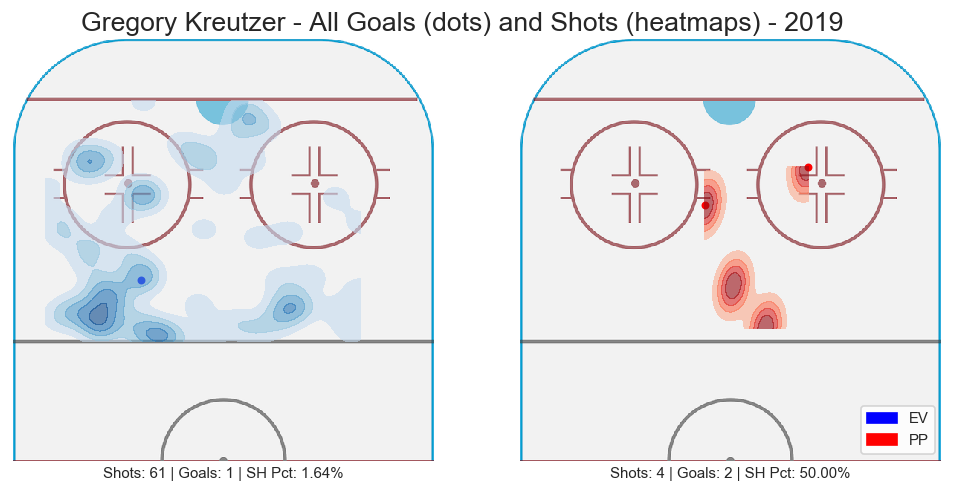 Gregory Kreutzer - All Goals (dots) and Shots (heatmaps) - 2019
EV
PP
Shots: 61 | Goals: 1 | SH Pct: 1.64%
Shots: 4 | Goals: 2 | SH Pct: 50.00%